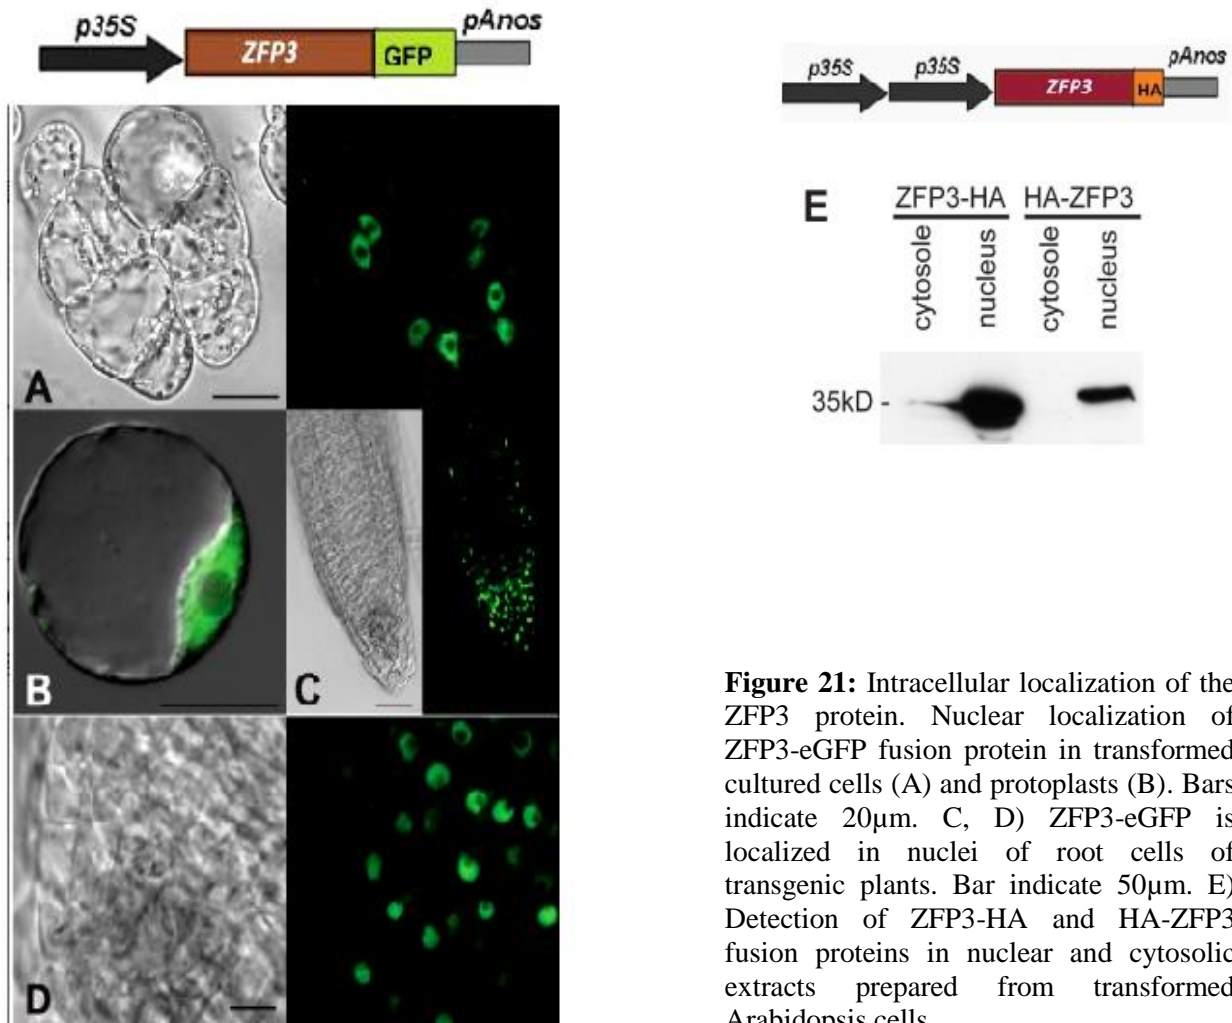 p35S
ZFP3
GFP
pAnos
A
B
C
D
p35S
p35S
ZFP3
HA
pAnos
E
ZFP3-HA HA-ZFP3
cytosole
nucleus
cytosole
nucleus
35kD -
Figure 21: Intracellular localization of the
ZFP3 protein. Nuclear localization of
ZFP3-eGFP fusion protein in transformed
cultured cells (A) and protoplasts (B). Bars
indicate 20µm. C, D) ZFP3-eGFP is
localized in nuclei of root cells of
transgenic plants. Bar indicate 50µm. E)
Detection of ZFP3-HA and HA-ZFP3
fusion proteins in nuclear and cytosolic
extracts prepared from transformed
Arabidopsis cells